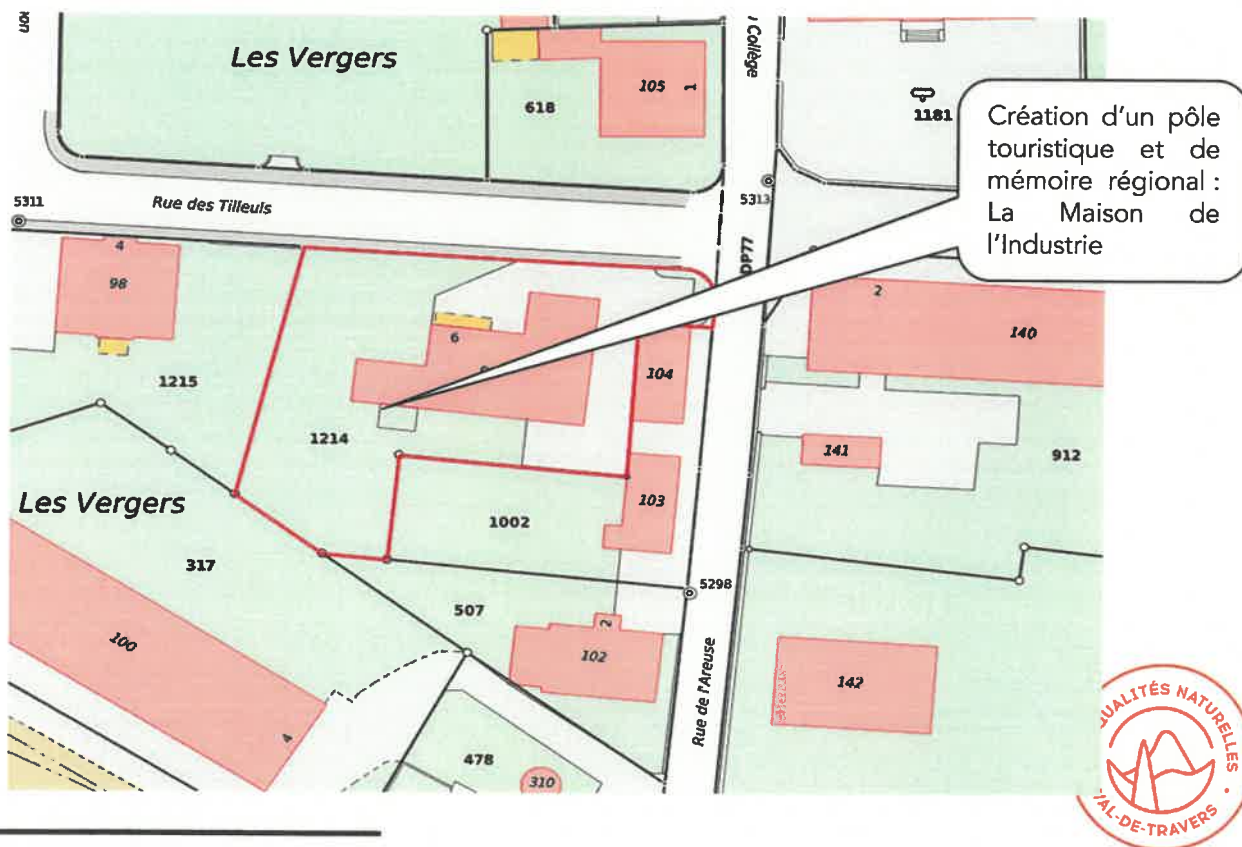 Les Vergers
618
105
1
Collège
1181
Création d'un pôle
touristique et de
mémoire régional :
La Maison de
l'Industrie
5311
Rue des Tilleuls
5313
DP77
4
98
6
104
2
140
1215
1214
141
912
103
Les Vergers
1002
317
5298
507
2
100
102
142
Rue de l'Areuse
4
478
310
QUALITÉS NATURELLES
VAL-DE-TRAVERS